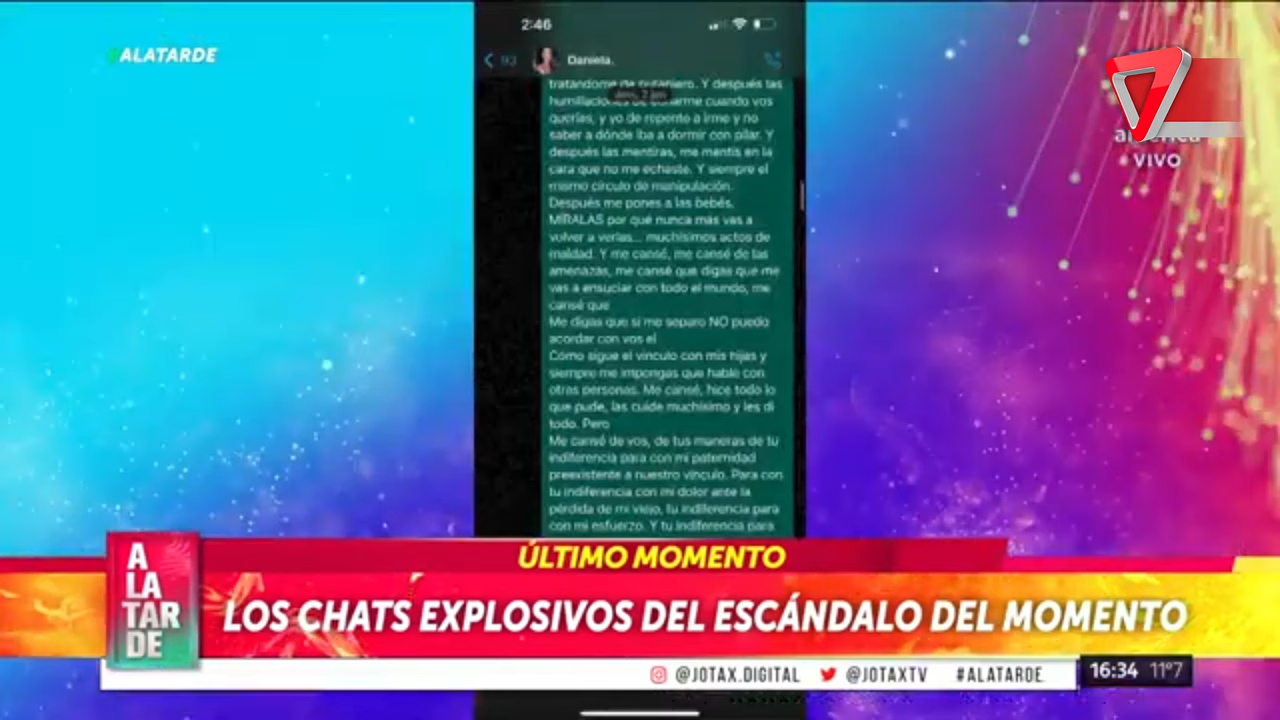 #ALATARDE
2:46
93
Daniela.
tratandome de putañero. Y después las
humillaciones de echarme cuando vos
querías, y yo de repente a irme y no
saber a dónde iba a dormir con pilar. Y
después las mentiras, me mentís en la
cara que no me echaste. Y siempre el
mismo círculo de manipulación.
Después me pones a las bebés.
MÍRALAS por qué nunca más vas a
volver a verlas... muchísimos actos de
maldad. Y me cansé, me cansé de las
amenazas, me cansé que digas que me
vas a ensuciar con todo el mundo, me
cansé que
Me digas que si me separo NO puedo
acordar con vos el
Cómo sigue el vínculo con mis hijas y
siempre me impongas que hable con
otras personas. Me cansé, hice todo lo
que pude, las cuide muchísimo y les di
todo. Pero
Me cansé de vos, de tus maneras de tu
indiferencia para con mi paternidad
preexistente a nuestro vínculo. Para con
tu indiferencia con mi dolor ante la
pérdida de mi viejo, tu indiferencia para
con mi esfuerzo. Y tu indiferencia para
VIVO
ÚLTIMO MOMENTO
A
LA
TAR
DE
LOS CHATS EXPLOSIVOS DEL ESCÁNDALO DEL MOMENTO
@JOTAX.DIGITAL @JOTAXTV #ALATARDE
16:34 11°7